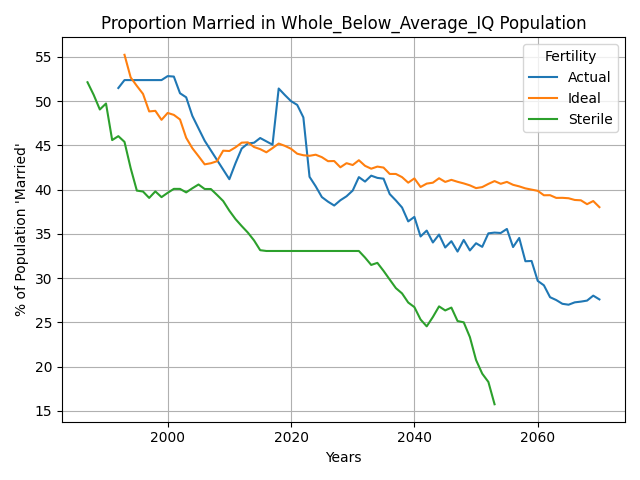 Proportion Married in Whole_Below_Average_IQ Population
% of Population 'Married'
55
50
45
40
35
30
25
20
15
Fertility
Actual
Ideal
Sterile
2000 2020 2040 2060
Years